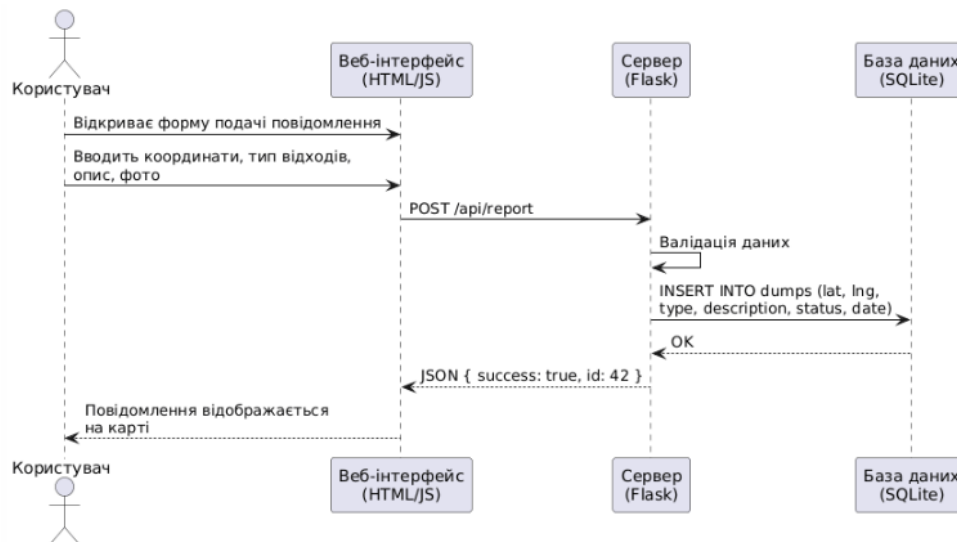 Користувач
Веб-інтерфейс
(HTML/JS)
Сервер
(Flask)
База даних
(SQLite)
Відкриває форму подачі повідомлення
Вводить координати, тип відходів,
опис, фото
POST /api/report
Валідація даних
INSERT INTO dumps (lat, lng,
type, description, status, date)
OK
JSON { success: true, id: 42 }
Повідомлення відображається
на карті
Користувач
Веб-інтерфейс
(HTML/JS)
Сервер
(Flask)
База даних
(SQLite)